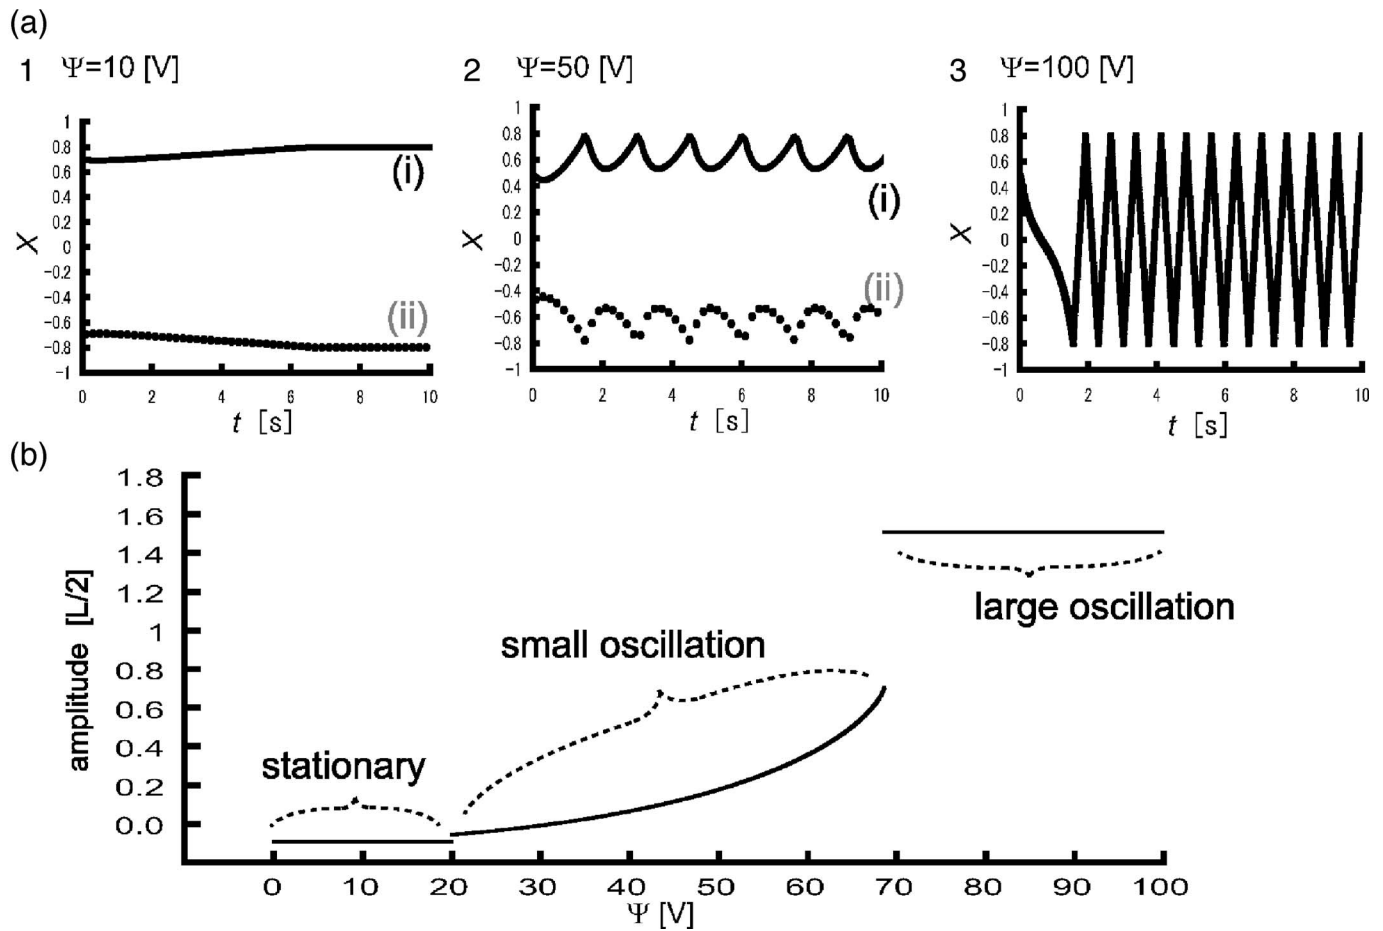 (a)
1 Ψ=10 [V]
2 Ψ=50 [V]
3 Ψ=100 [V]
1
0.8
0.6
0.4
0.2
0
-0.2
-0.4
-0.6
-0.8
-1
X
(i)
(ii)
0 2 4 6 8 10
t [s]
1
0.8
0.6
0.4
0.2
0
-0.2
-0.4
-0.6
-0.8
-1
X
(i)
(ii)
0 2 4 6 8 10
t [s]
1
0.8
0.6
0.4
0.2
0
-0.2
-0.4
-0.6
-0.8
-1
X
0 2 4 6 8 10
t [s]
(b)
1.8
1.6
1.4
1.2
1
0.8
0.6
0.4
0.2
0.0
amplitude [L/2]
large oscillation
small oscillation
stationary
0 10 20 30 40 50 60 70 80 90 100
Ψ [V]